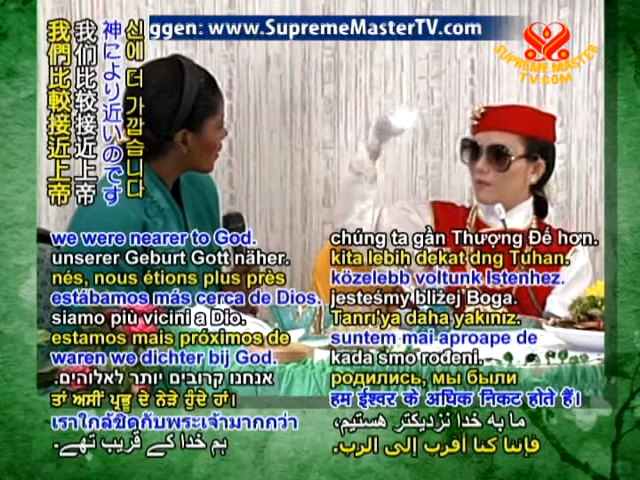 ggen: www.SupremeMasterTV.com
SUPREME MASTER
TV.COM
我們比較接近上帝
我们比较接近上帝
神により近いのです
신에 더 가깝습니다
we were nearer to God.
unserer Geburt Gott näher.
nés, nous étions plus près
estábamos más cerca de Dios.
siamo più vicini a Dio.
estamos mais próximos de
waren we dichter bij God.
אנחנו קרובים יותר לאלוהים.
ਤਾਂ ਅਸੀਂ ਪ੍ਰਭੂ ਦੇ ਨੇੜੇ ਹੁੰਦੇ ਹਾਂ।
เราใกล้ชิดกับพระเจ้ามากกว่า
ہم خدا کے قریب تھے۔
chúng ta gần Thượng Đế hơn.
kita lebih dekat dng Tuhan.
közelebb voltunk Istenhez.
jesteśmy bliżej Boga.
Tanrı'ya daha yakınız.
suntem mai aproape de
kada smo rođeni.
родились, мы были
हम ईश्वर के अधिक निकट होते हैं।
ما به خدا نزدیکتر هستیم،
فإننا كنا أقرب إلى الرب.